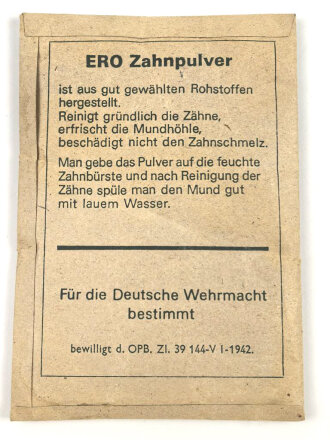 ERO Zahnpulver
ist aus gut gewählten Rohstoffen
hergestellt.
Reinigt gründlich die Zähne,
erfrischt die Mundhöhle,
beschädigt nicht den Zahnschmelz.
Man gebe das Pulver auf die feuchte
Zahnbürste und nach Reinigung der
Zähne spüle man den Mund gut
mit lauem Wasser.
Für die Deutsche Wehrmacht
bestimmt
bewilligt d. OPB. Zl. 39 144-V I-1942.